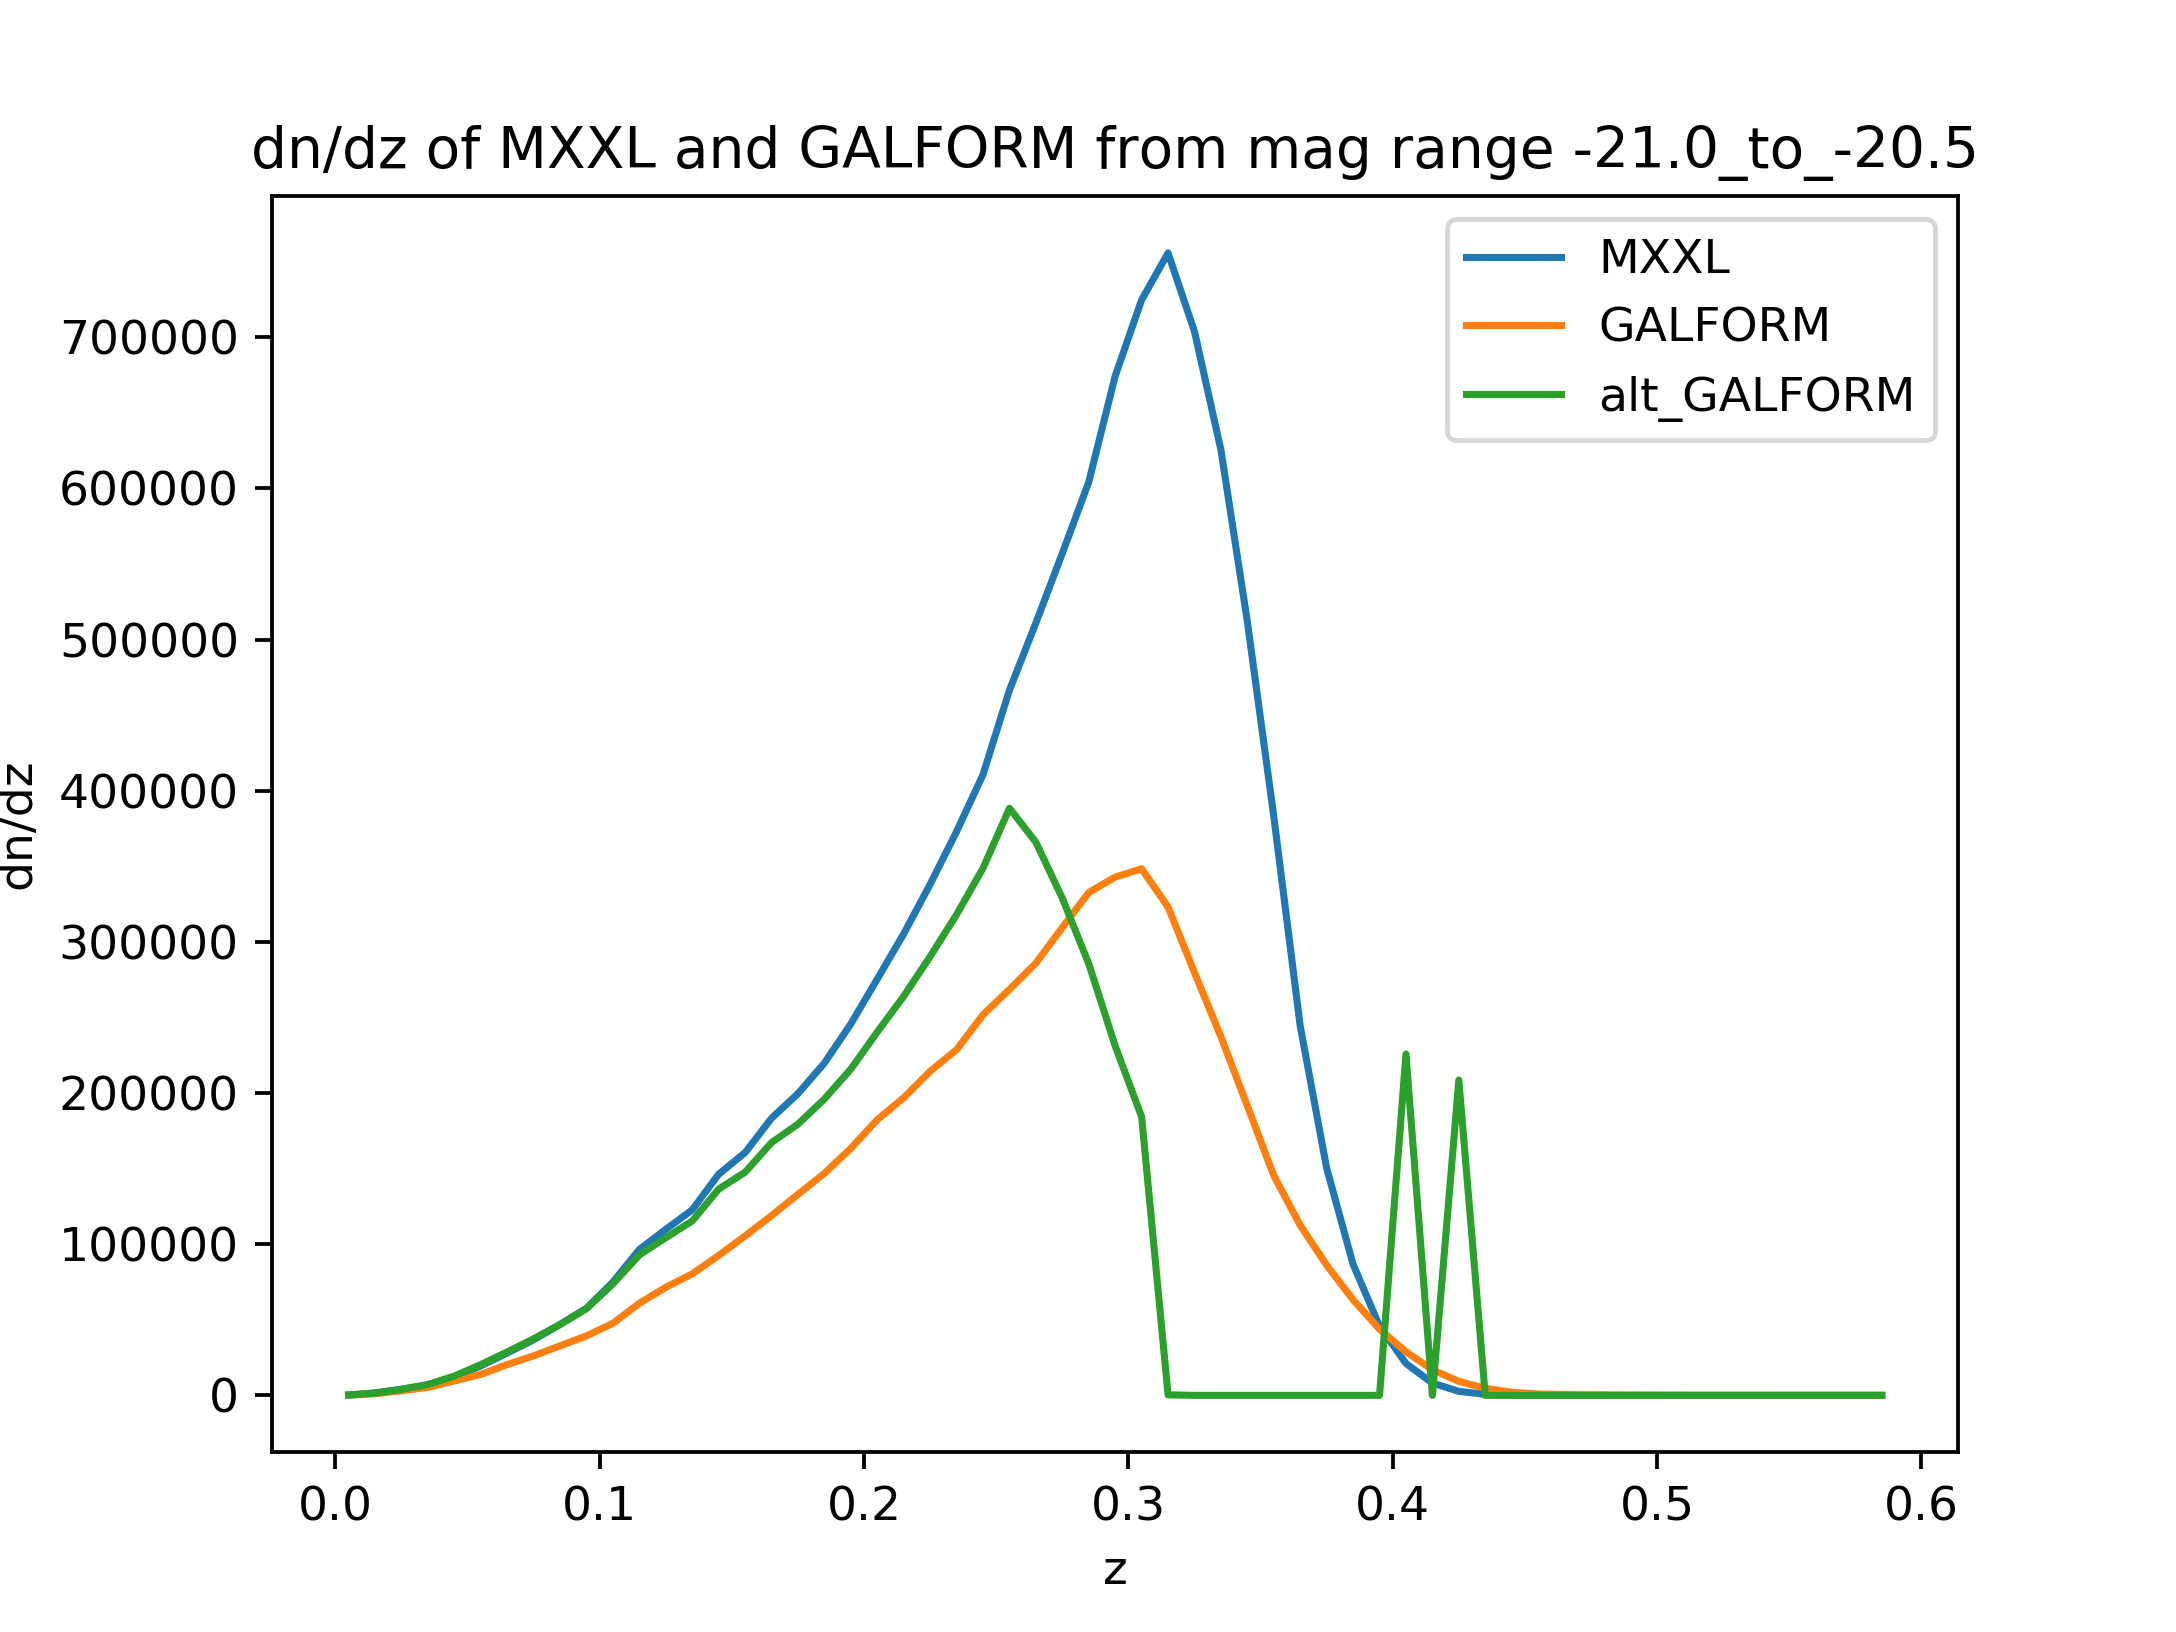 dn/dz of MXXL and GALFORM from mag range -21.0_to_-20.5
MXXL
GALFORM
alt_GALFORM
700000
600000
500000
400000
300000
200000
100000
0
dn/dz
0.0 0.1 0.2 0.3 0.4 0.5 0.6
z